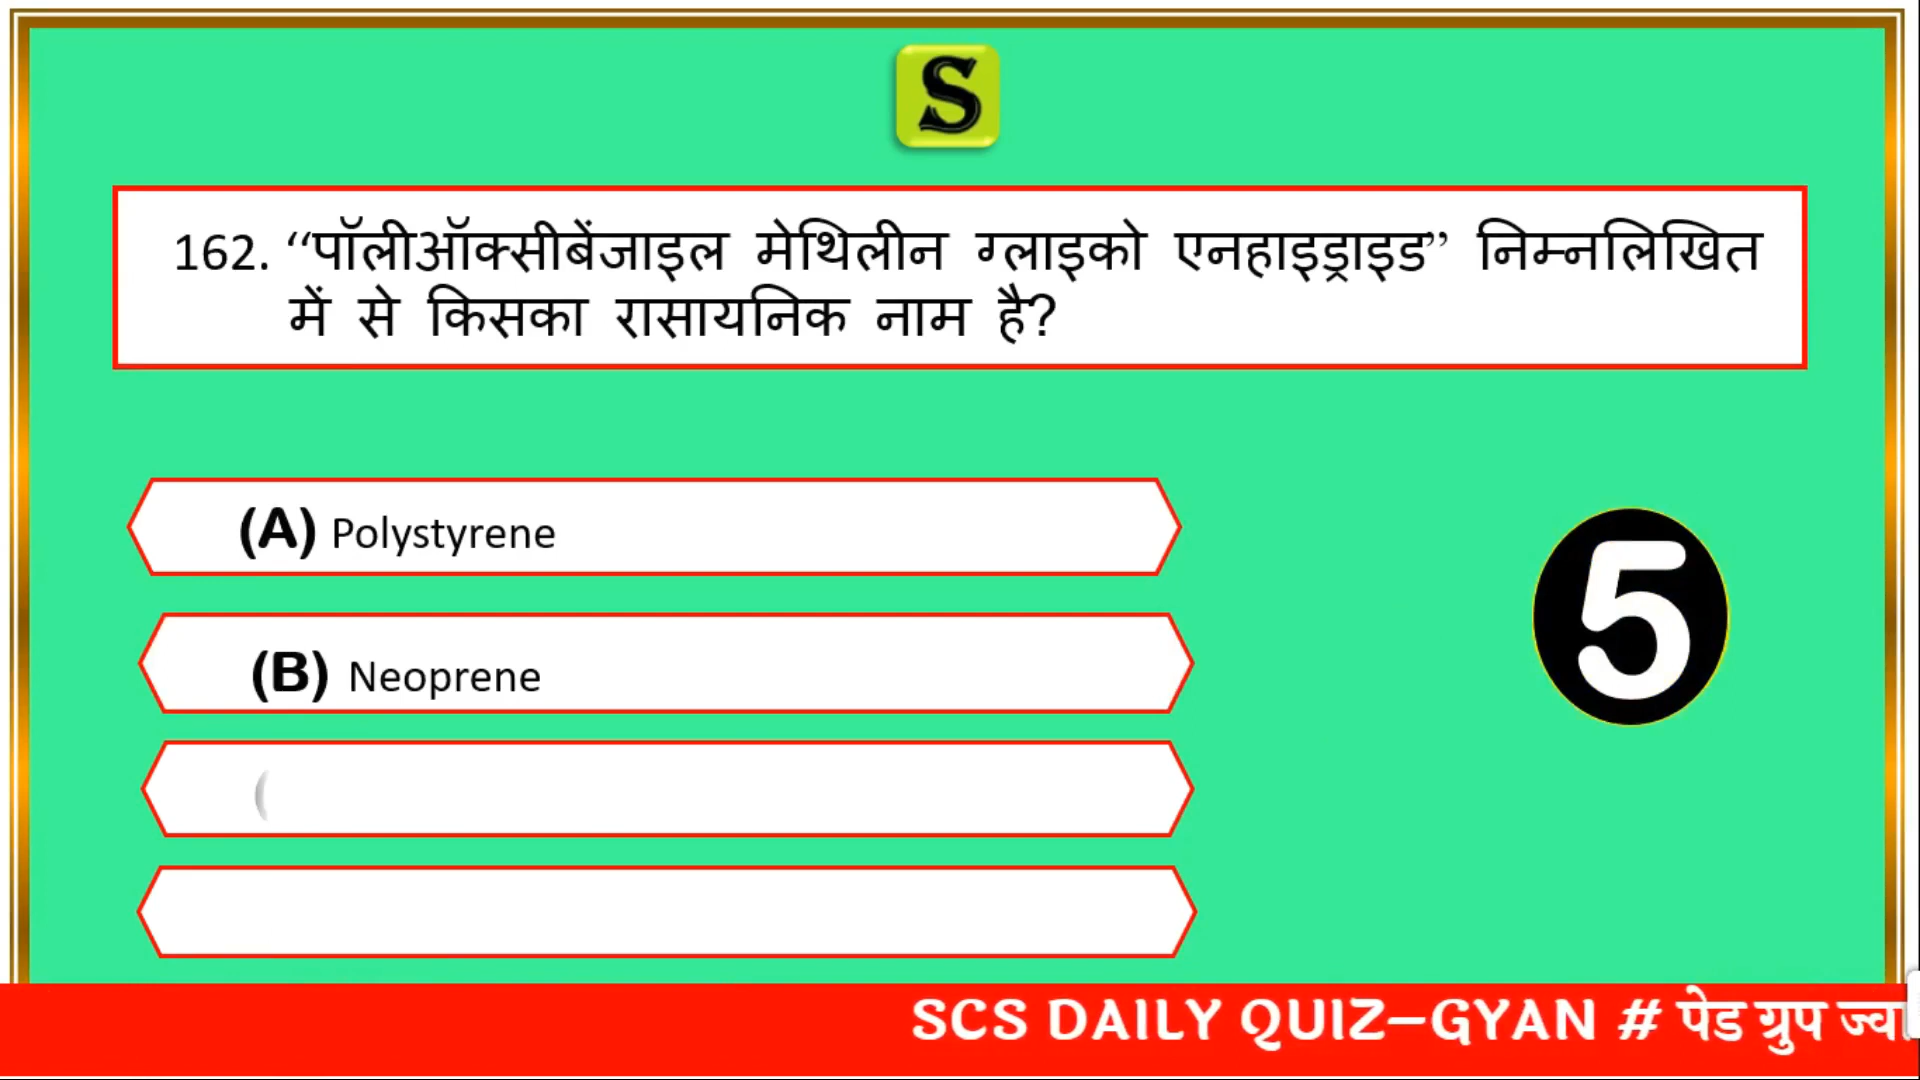 S
162. “पॉलीऑक्सीबेंजाइल मेथिलीन ग्लाइको एनहाइड्राइड” निम्नलिखित
में से किसका रासायनिक नाम है?
(A) Polystyrene
(B) Neoprene
(
5
SCS DAILY QUIZ-GYAN # पेड ग्रुप